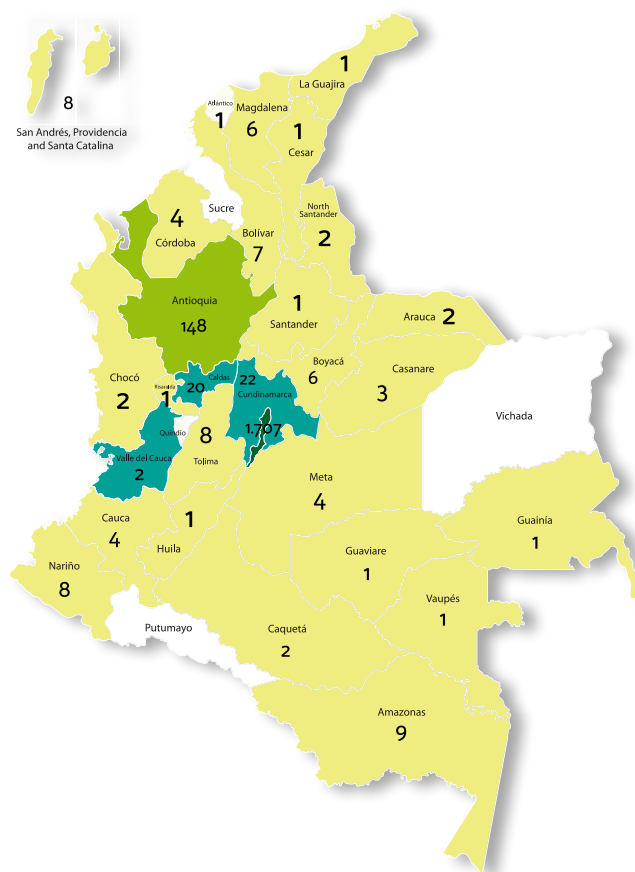 1
La Guajira
8
San Andrés, Providencia
and Santa Catalina
Atlántico
1
Magdalena
6
1
Cesar
Sucre
4
Córdoba
Bolívar
7
North
Santander
2
Antioquia
148
1
Santander
Arauca 2
Boyacá
6
Casanare
3
Chocó
2
Risaralda
1
Caldas
20
22
Cundinamarca
1.707
Vichada
Quindío
8
Tolima
Valle del Cauca
2
Meta
4
Cauca
4
1
Huila
Guainía
1
Guaviare
1
Nariño
8
Vaupés
1
Putumayo
Caquetá
2
Amazonas
9